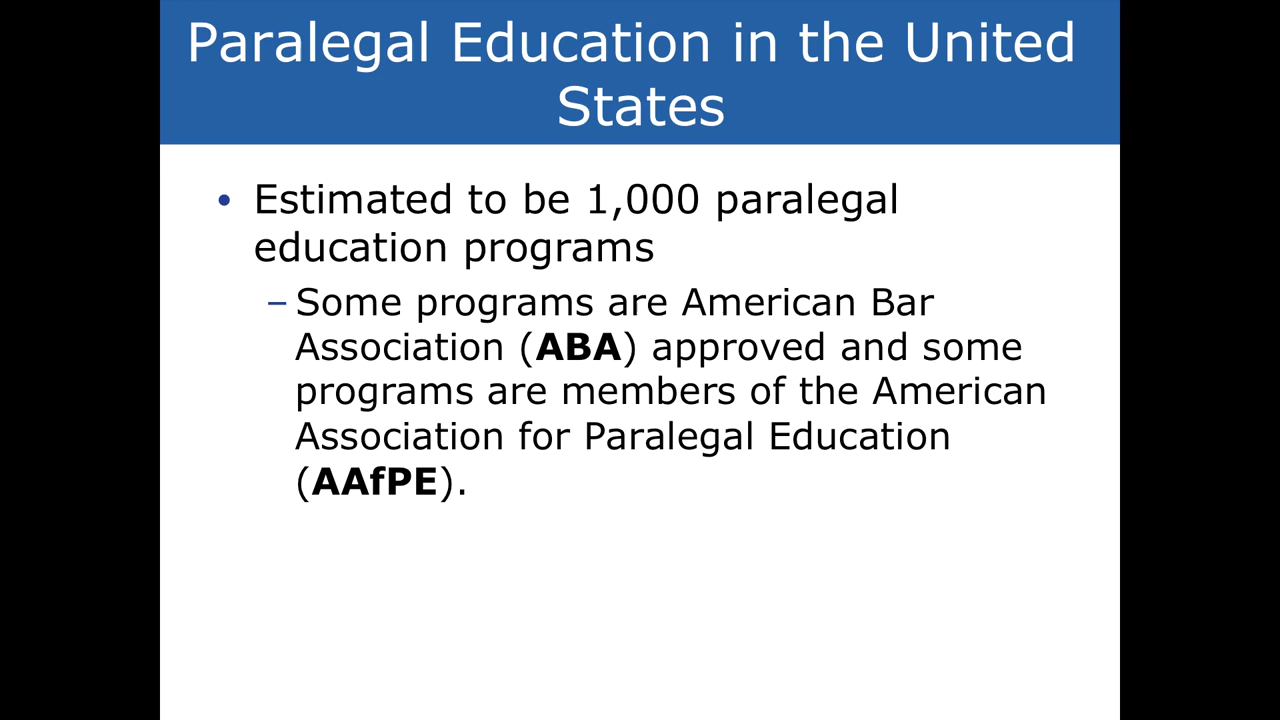 Paralegal Education in the United
States
• Estimated to be 1,000 paralegal
education programs
– Some programs are American Bar
Association (ABA) approved and some
programs are members of the American
Association for Paralegal Education
(AAfPE).